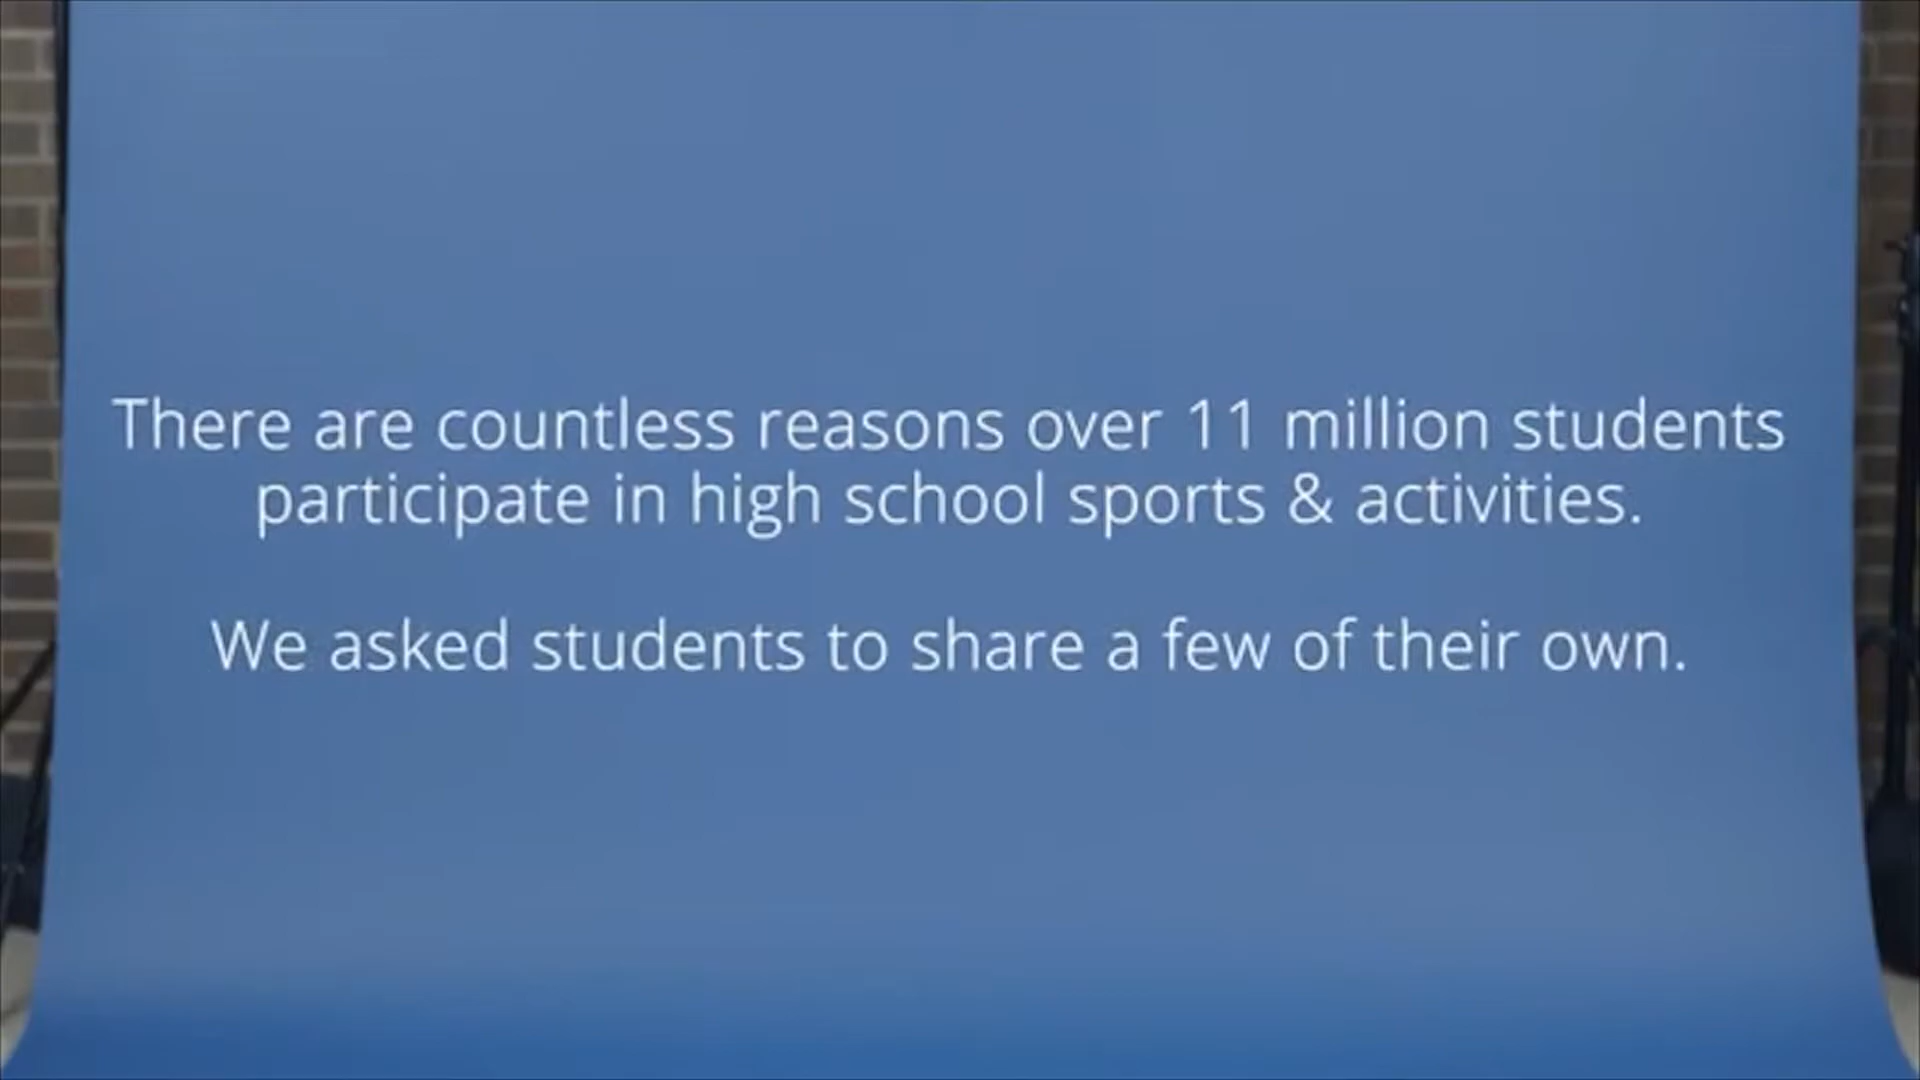 There are countless reasons over 11 million students
participate in high school sports & activities.
We asked students to share a few of their own.